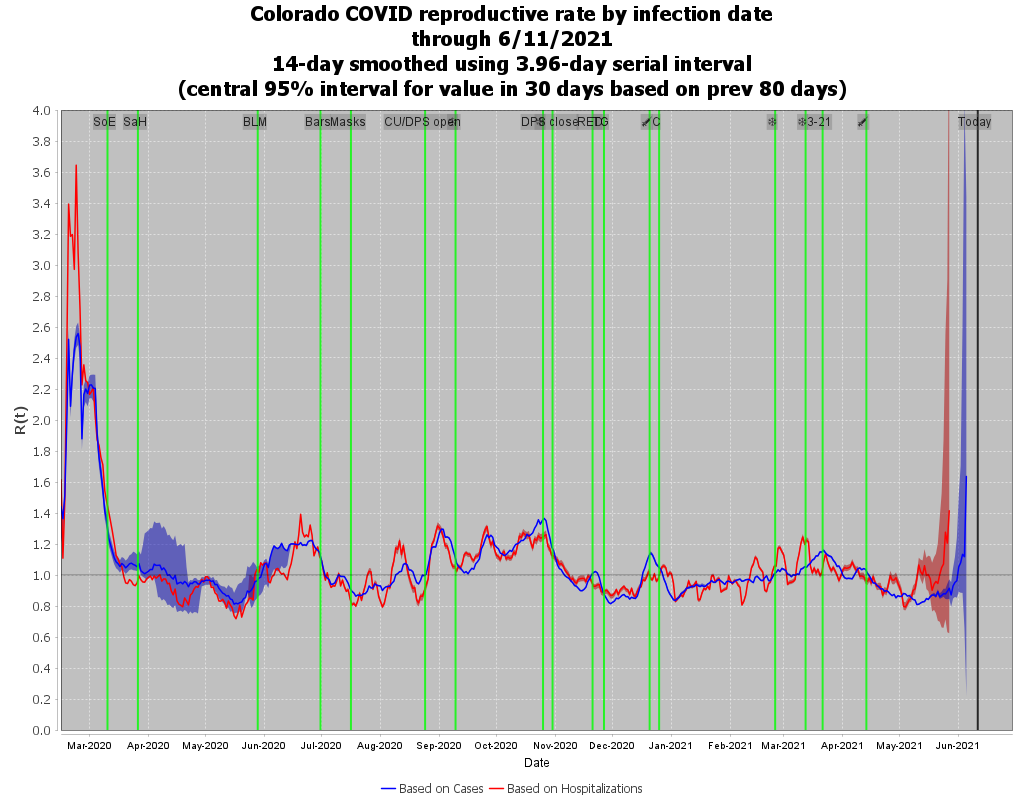 Colorado COVID reproductive rate by infection date
through 6/11/2021
14-day smoothed using 3.96-day serial interval
(central 95% interval for value in 30 days based on prev 80 days)
4.0
3.8
3.6
3.4
3.2
3.0
2.8
2.6
2.4
2.2
2.0
1.8
1.6
1.4
1.2
1.0
0.8
0.6
0.4
0.2
0.0
R(t)
SoE SaH BLM Bars Masks CU/DPS open DPS close C 3-21 Today
Mar-2020 Apr-2020 May-2020 Jun-2020 Jul-2020 Aug-2020 Sep-2020 Oct-2020 Nov-2020 Dec-2020 Jan-2021 Feb-2021 Mar-2021 Apr-2021 May-2021 Jun-2021
Date
Based on Cases Based on Hospitalizations